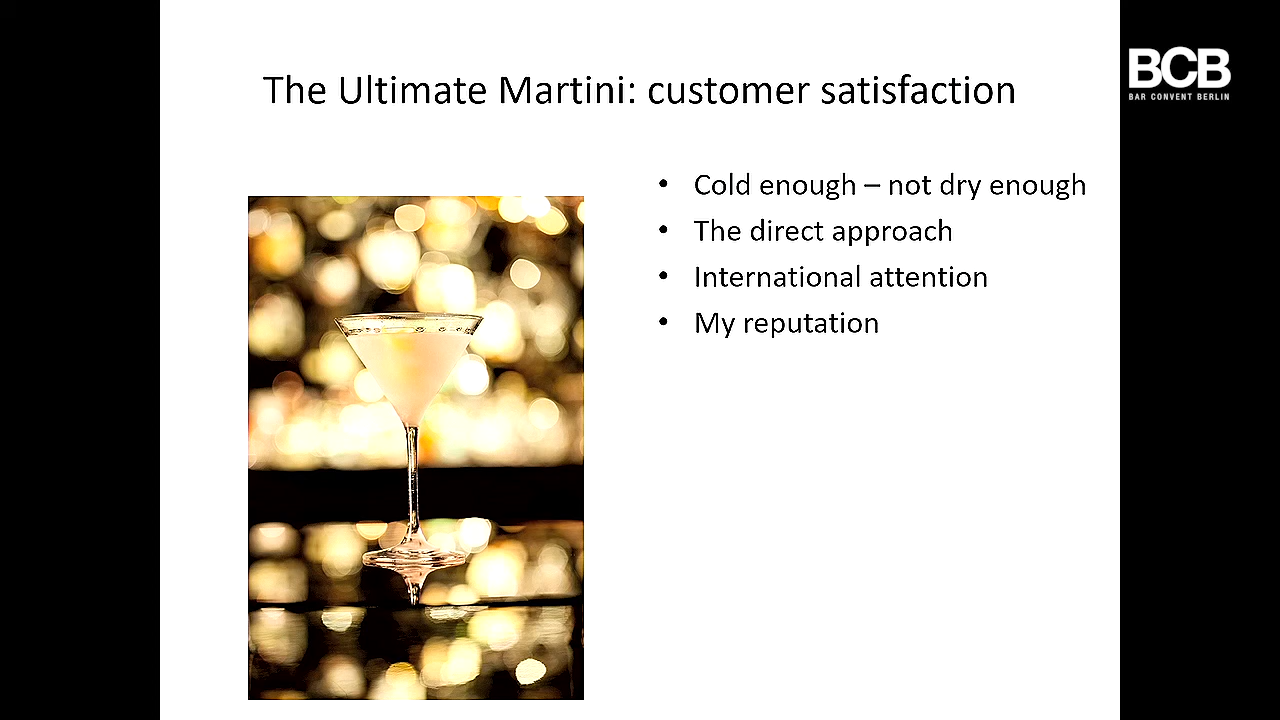 The Ultimate Martini: customer satisfaction
BCB
BAR CONVENT BERLIN
• Cold enough – not dry enough
• The direct approach
• International attention
• My reputation